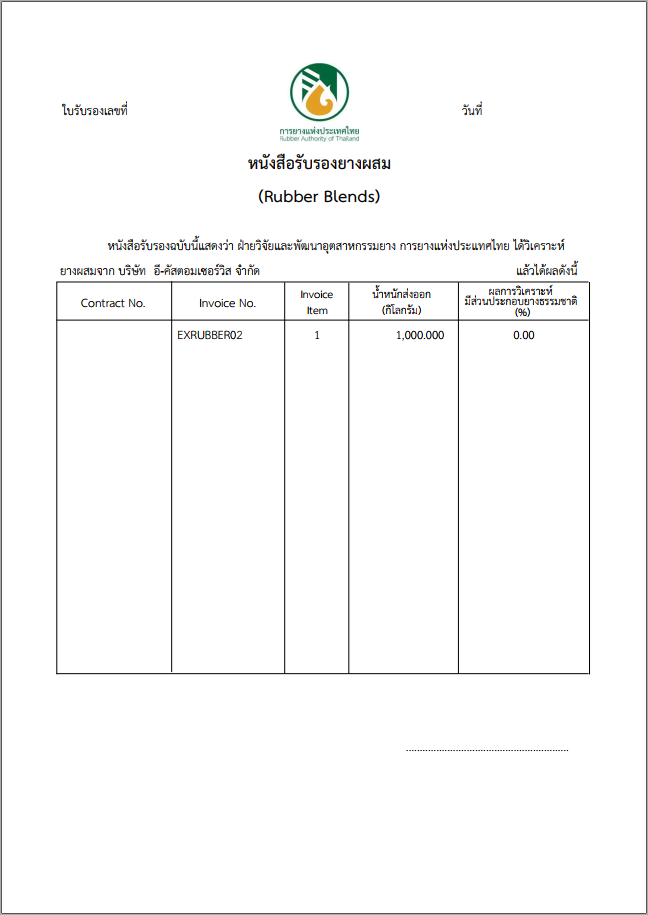 การยางแห่งประเทศไทย
Rubber Authority of Thailand
ใบรับรองเลขที่ วันที่
หนังสือรับรองยางผสม
(Rubber Blends)
หนังสือรับรองฉบับนี้แสดงว่า ฝ่ายวิจัยและพัฒนาอุตสาหกรรมยาง การยางแห่งประแทศไทย ได้วิเคราะห์
ยางผสมจาก บริษัท อี-คัสตอมเซอร์วิส จำกัด แล้วได้ผลดังนี้
Contract No. Invoice No. Invoice Item น้ำหนักส่งออก (กิโลกรัม) ผลการวิเคราะห์ มีส่วนประกอบยางธรรมชาติ (%)
EXRUBBER02 1 1,000.000 0.00